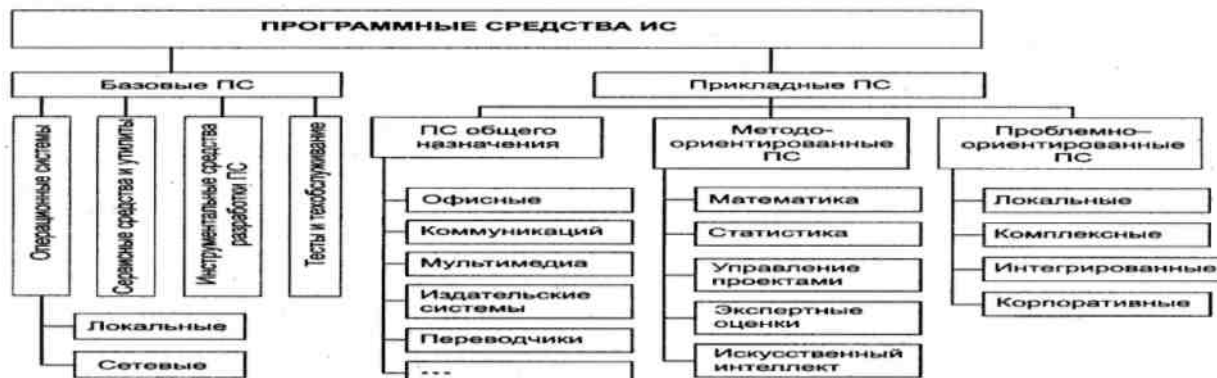 ПРОГРАММНЫЕ СРЕДСТВА ИС
Базовые ПС
Операционные системы
Сервисные средства и утилиты
Инструментальные средства
разработки ПС
Тесты и техобслуживание
Локальные
Сетевые
Прикладные ПС
ПС общего
назначения
Офисные
Коммуникаций
Мультимедиа
Издательские
системы
Переводчики
---
Методо-
ориентированные
ПС
Математика
Статистика
Управление
проектами
Экспертные
оценки
Искусственный
интеллект
Проблемно–
ориентированные
ПС
Локальные
Комплексные
Интегрированные
Корпоративные